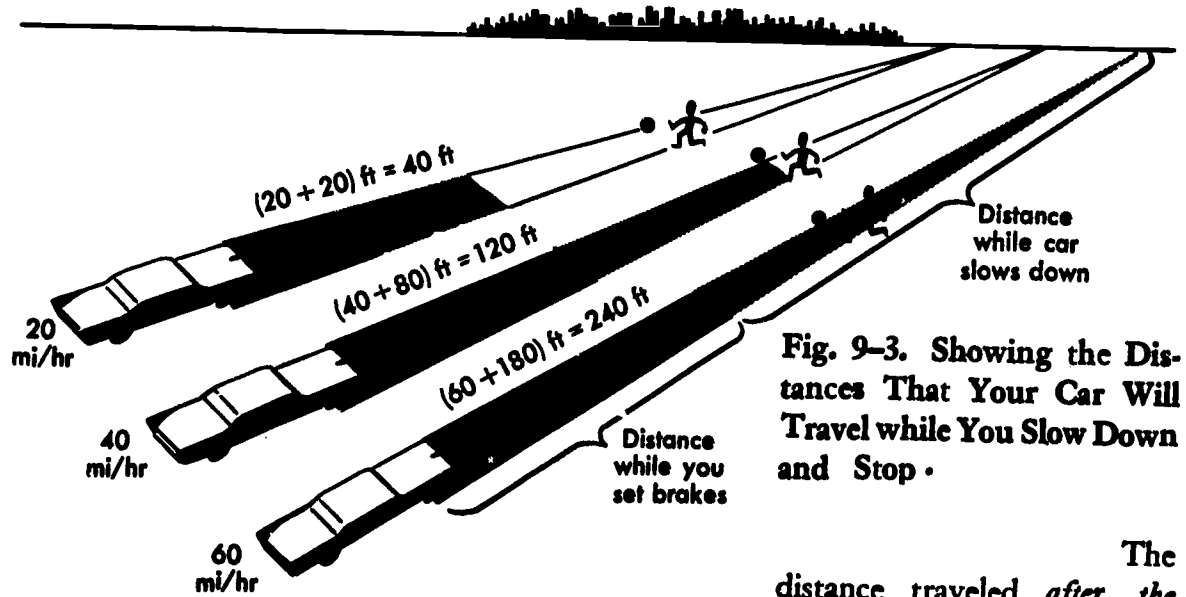 (20 + 20) ft = 40 ft
20
mi/hr
(40 + 80) ft = 120 ft
40
mi/hr
(60 + 180) ft = 240 ft
60
mi/hr
Distance
while you
set brakes
Distance
while car
slows down
Fig. 9–3. Showing the Dis-
tances That Your Car Will
Travel while You Slow Down
and Stop •
The
distance traveled after the